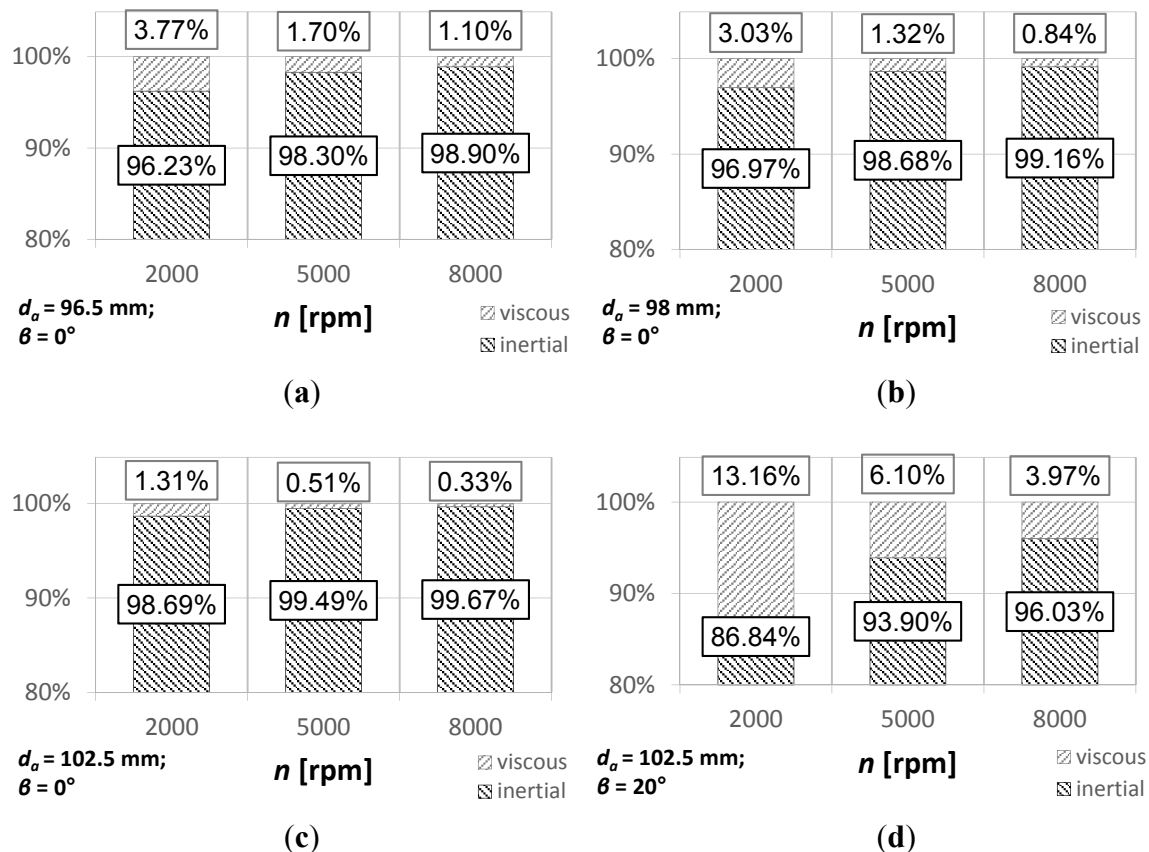 3.77% 1.70% 1.10%
100%
90%
96.23% 98.30% 98.90%
80%
2000 5000 8000
dₐ = 96.5 mm;
β = 0°
n [rpm]
viscous
inertial
(a)
3.03% 1.32% 0.84%
100%
90%
96.97% 98.68% 99.16%
80%
2000 5000 8000
dₐ = 98 mm;
β = 0°
n [rpm]
viscous
inertial
(b)
1.31% 0.51% 0.33%
100%
90%
98.69% 99.49% 99.67%
80%
2000 5000 8000
dₐ = 102.5 mm;
β = 0°
n [rpm]
viscous
inertial
(c)
13.16% 6.10% 3.97%
100%
90%
86.84% 93.90% 96.03%
80%
2000 5000 8000
dₐ = 102.5 mm;
β = 20°
n [rpm]
viscous
inertial
(d)